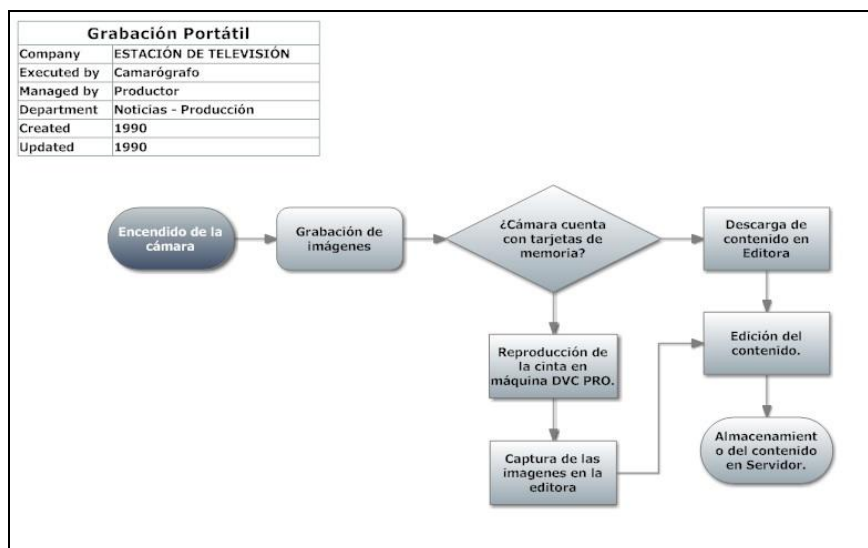 Grabación Portátil
Company ESTACIÓN DE TELEVISIÓN
Executed by Camarógrafo
Managed by Productor
Department Noticias - Producción
Created 1990
Updated 1990
Encendido de la
cámara
Grabación de
imágenes
¿Cámara cuenta
con tarjetas de
memoria?
Descarga de
contenido en
Editora
Reproducción de
la cinta en
máquina DVC PRO.
Edición del
contenido.
Captura de las
imagenes en la
editora
Almacenamient
o del contenido
en Servidor.